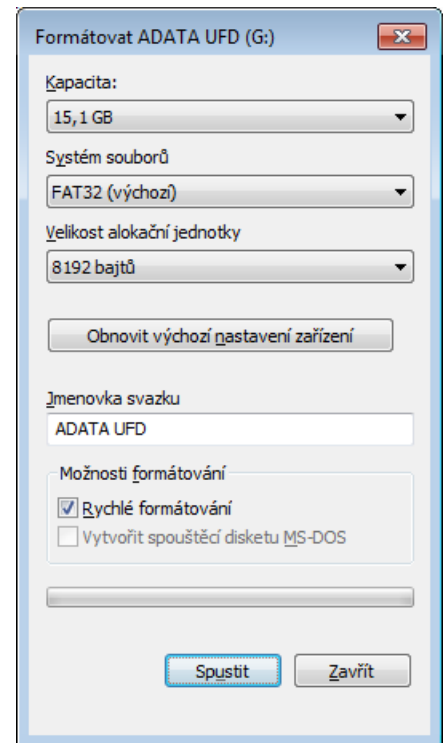 Formátovat ADATA UFD (G:)
Kapacita:
15,1 GB
Systém souborů
FAT32 (výchozí)
Velikost alokační jednotky
8192 bajtů
Obnovit výchozí nastavení zařízení
Jmenovka svazku
ADATA UFD
Možnosti formátování
Rychlé formátování
Vytvořit spouštěcí disketu MS-DOS
Spustit Zavřít